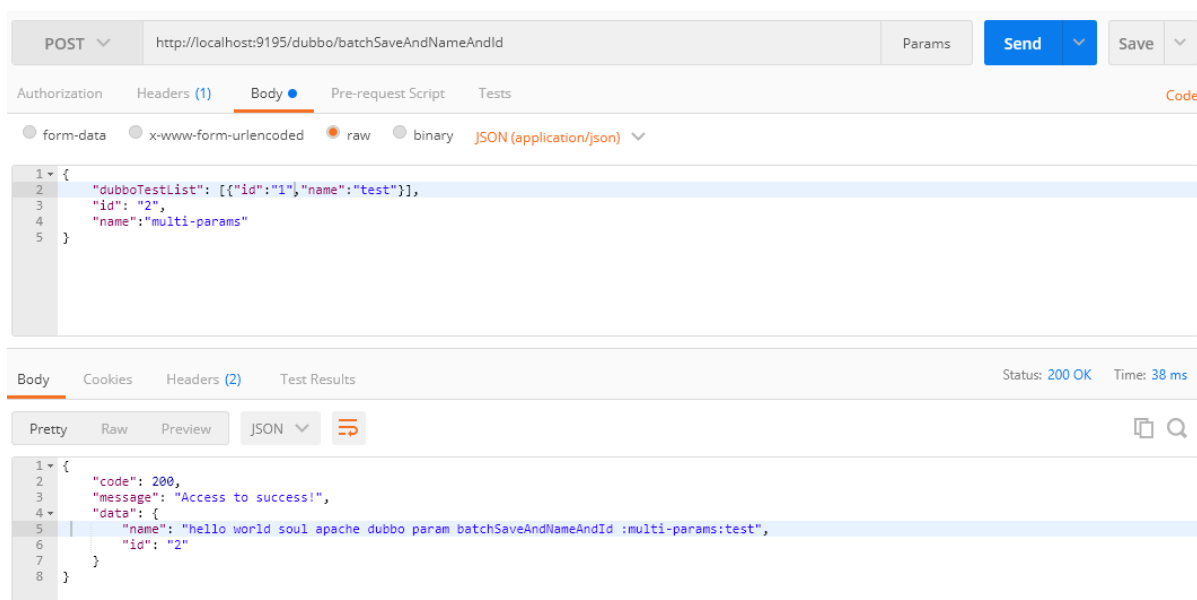 POST http://localhost:9195/dubbo/batchSaveAndNameAndId Params Send Save
Authorization Headers (1) Body Pre-request Script Tests Code
form-data x-www-form-urlencoded raw binary JSON (application/json)
1 {
2 "dubboTestList": [{"id":"1","name":"test"}],
3 "id": "2",
4 "name":"multi-params"
5 }
Body Cookies Headers (2) Test Results Status: 200 OK Time: 38 ms
Pretty Raw Preview JSON
1 {
2 "code": 200,
3 "message": "Access to success!",
4 "data": {
5 "name": "hello world soul apache dubbo param batchSaveAndNameAndId :multi-params:test",
6 "id": "2"
7 }
8 }